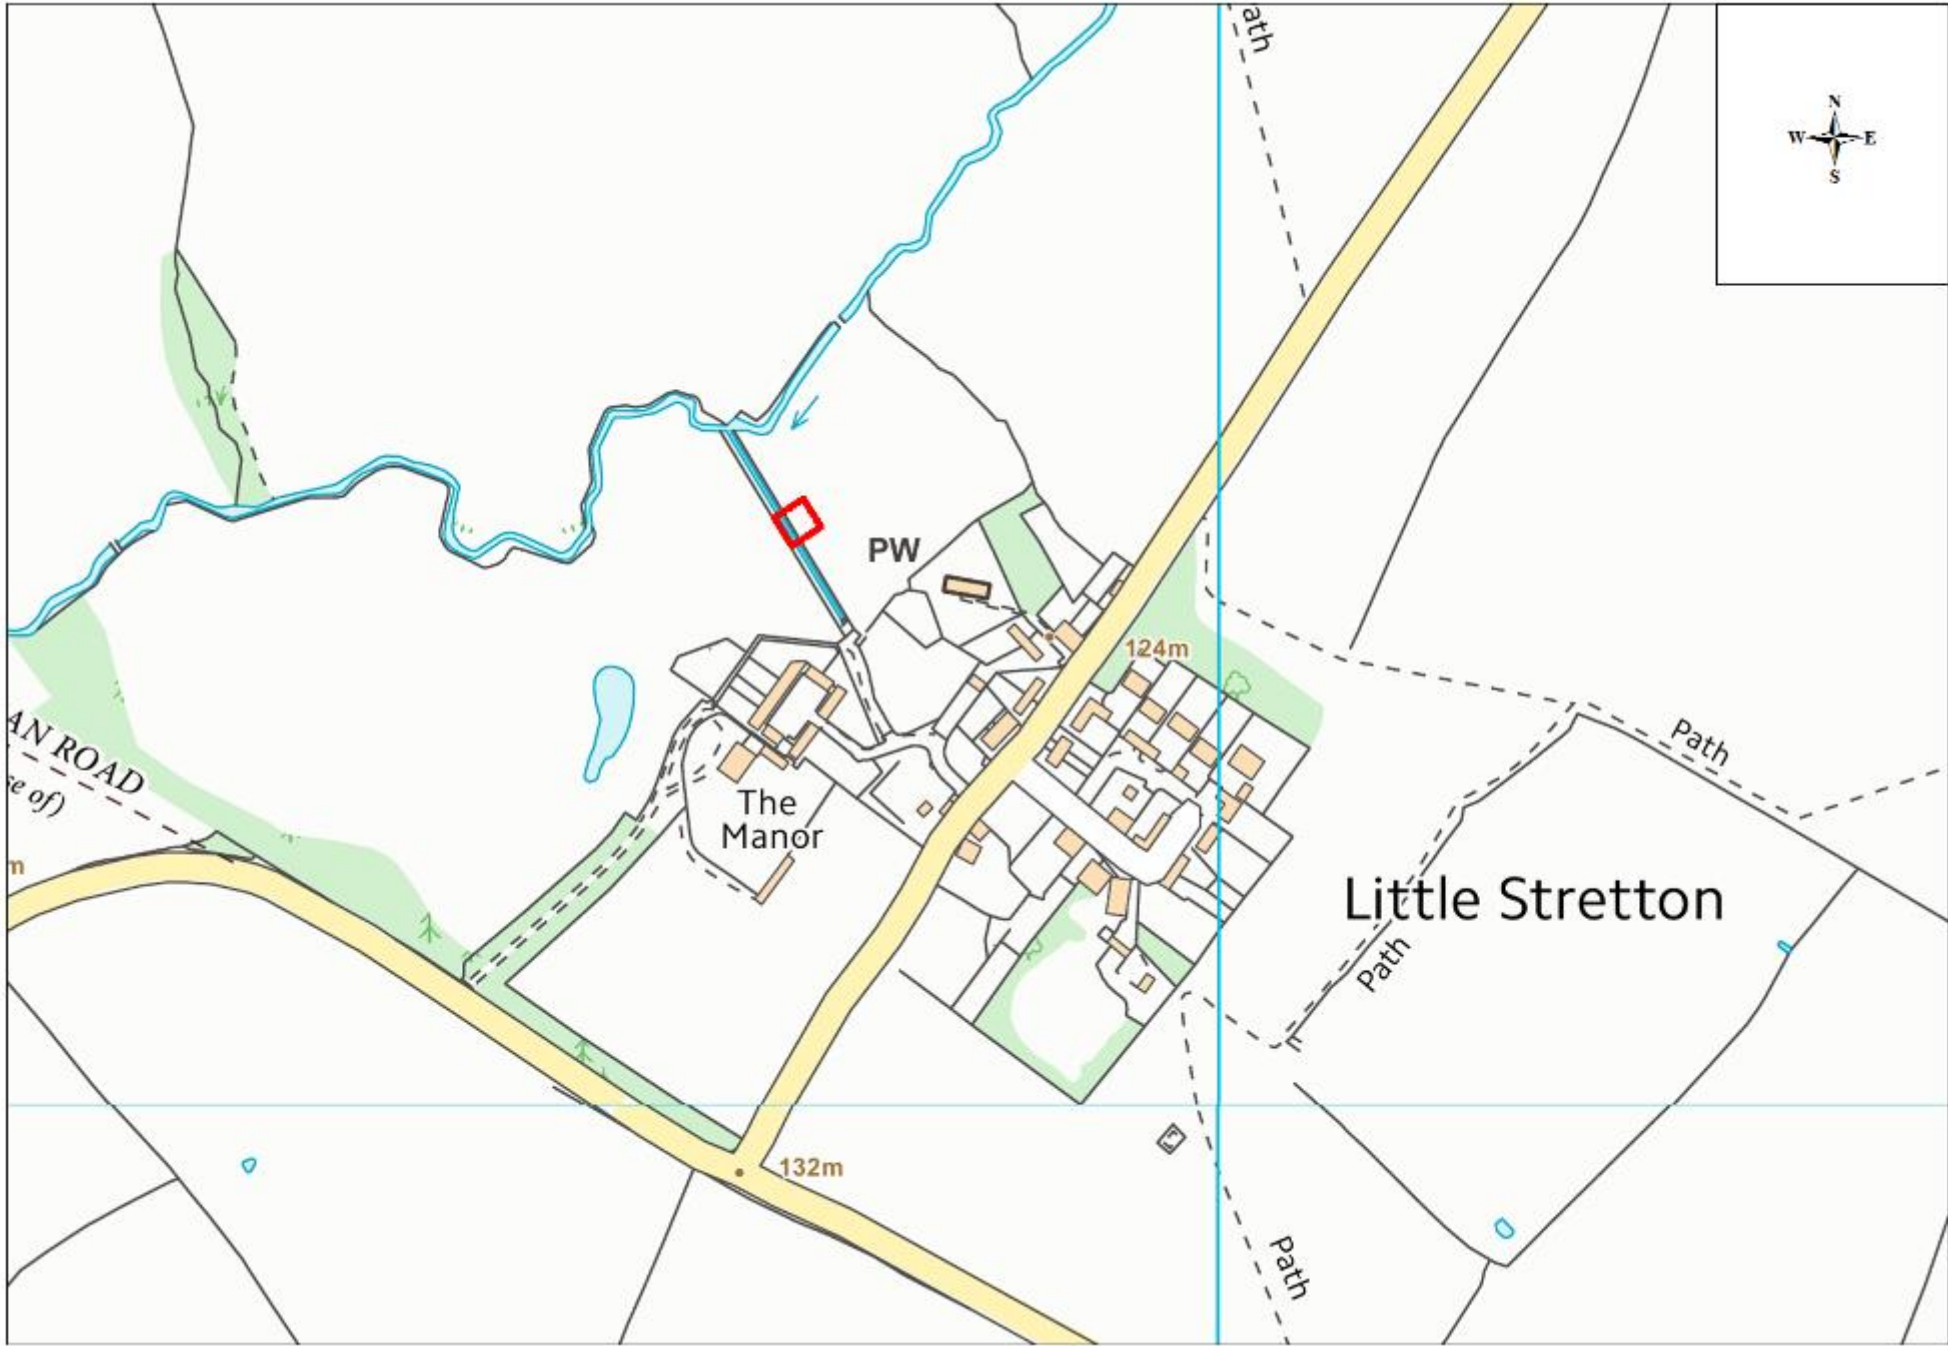 ath
N
W E
S
PW
124m
AN ROAD
se of)
m
Path
The
Manor
Little Stretton
Path
132m
Path